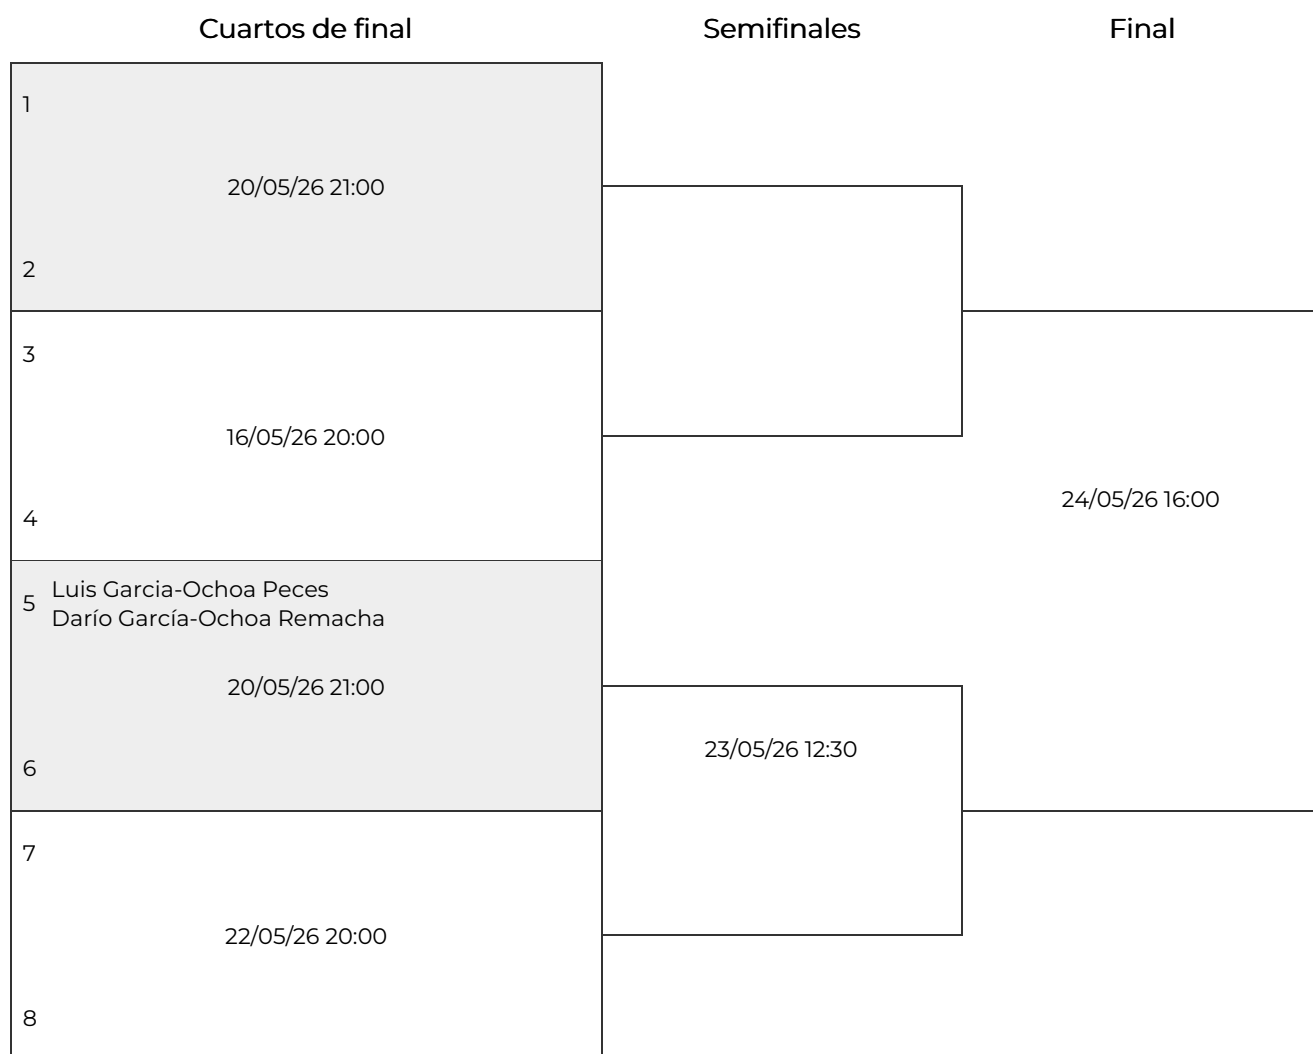 Cuartos de final
Semifinales
Final
1
20/05/26 21:00
2
3
16/05/26 20:00
4
24/05/26 16:00
5
Luis Garcia-Ochoa Peces
Darío García-Ochoa Remacha
20/05/26 21:00
6
23/05/26 12:30
7
22/05/26 20:00
8